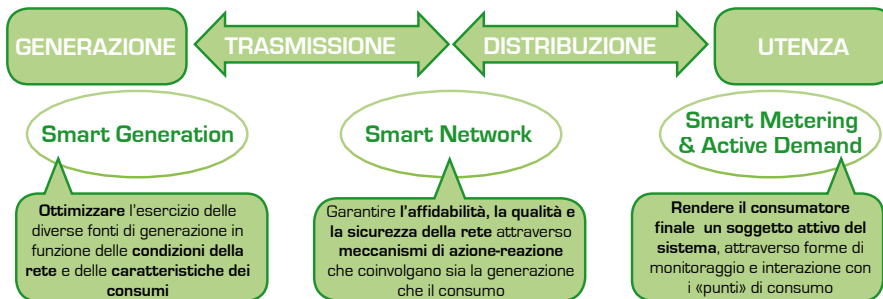 GENERAZIONE
TRASMISSIONE
DISTRIBUZIONE
UTENZA
Smart Generation
Smart Network
Smart Metering
& Active Demand
Ottimizzare l'esercizio delle
diverse fonti di generazione in
funzione delle condizioni della
rete e delle caratteristiche dei
consumi
Garantire l'affidabilità, la qualità e
la sicurezza della rete attraverso
meccanismi di azione-reazione
che coinvolgano sia la generazione
che il consumo
Rendere il consumatore
finale un soggetto attivo del
sistema, attraverso forme di
monitoraggio e interazione con
i «punti» di consumo